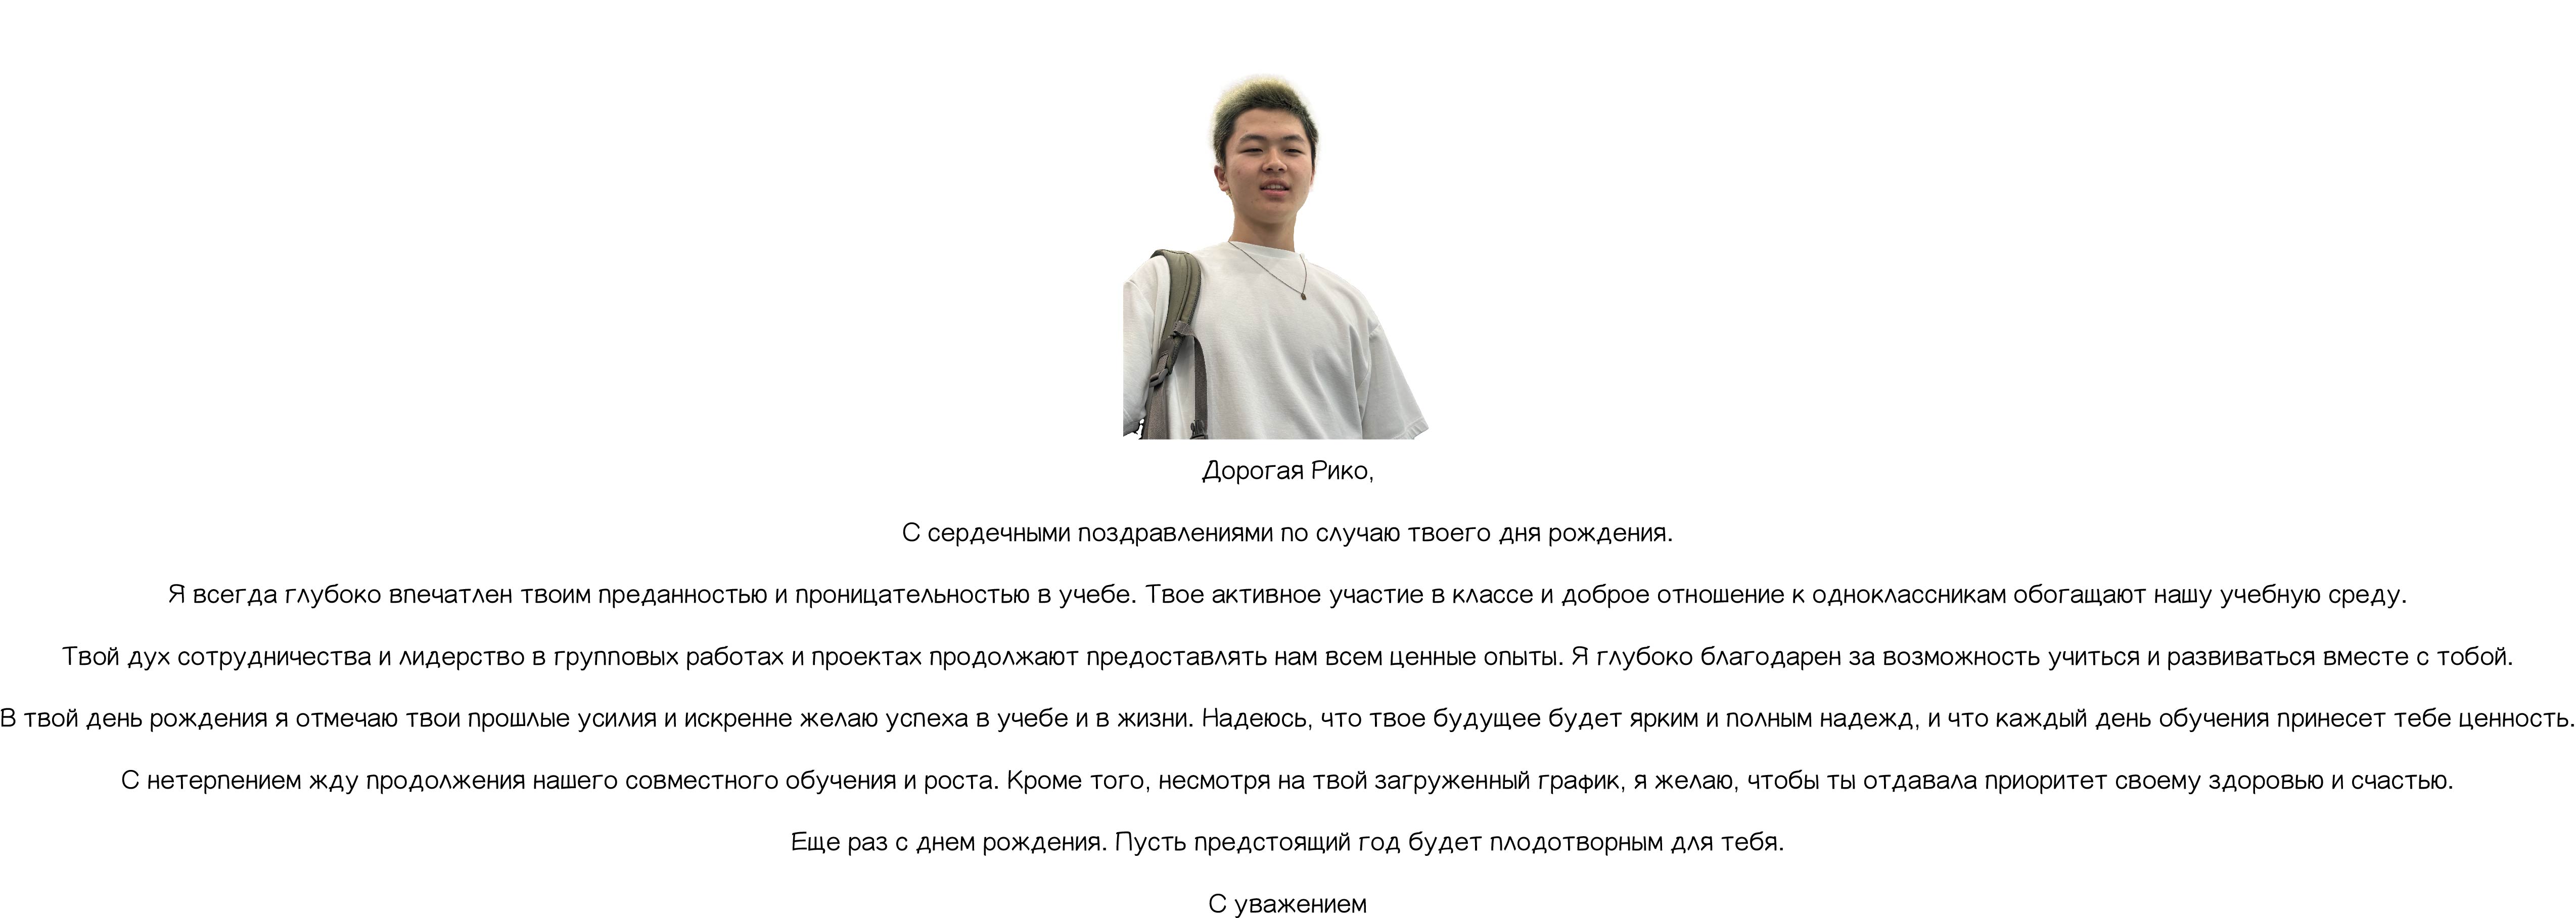 Дорогая Рико,
С сердечными поздравлениями по случаю твоего дня рождения.
Я всегда глубоко впечатлен твоим преданностью и проницательностью в учебе. Твое активное участие в классе и доброе отношение к одноклассникам обогащают нашу учебную среду.
Твой дух сотрудничества и лидерство в групповых работах и проектах продолжают предоставлять нам всем ценные опыты. Я глубоко благодарен за возможность учиться и развиваться вместе с тобой.
В твой день рождения я отмечаю твои прошлые усилия и искренне желаю успеха в учебе и в жизни. Надеюсь, что твое будущее будет ярким и полным надежд, и что каждый день обучения принесет тебе ценность.
С нетерпением жду продолжения нашего совместного обучения и роста. Кроме того, несмотря на твой загруженный график, я желаю, чтобы ты отдавала приоритет своему здоровью и счастью.
Еще раз с днем рождения. Пусть предстоящий год будет плодотворным для тебя.
С уважением